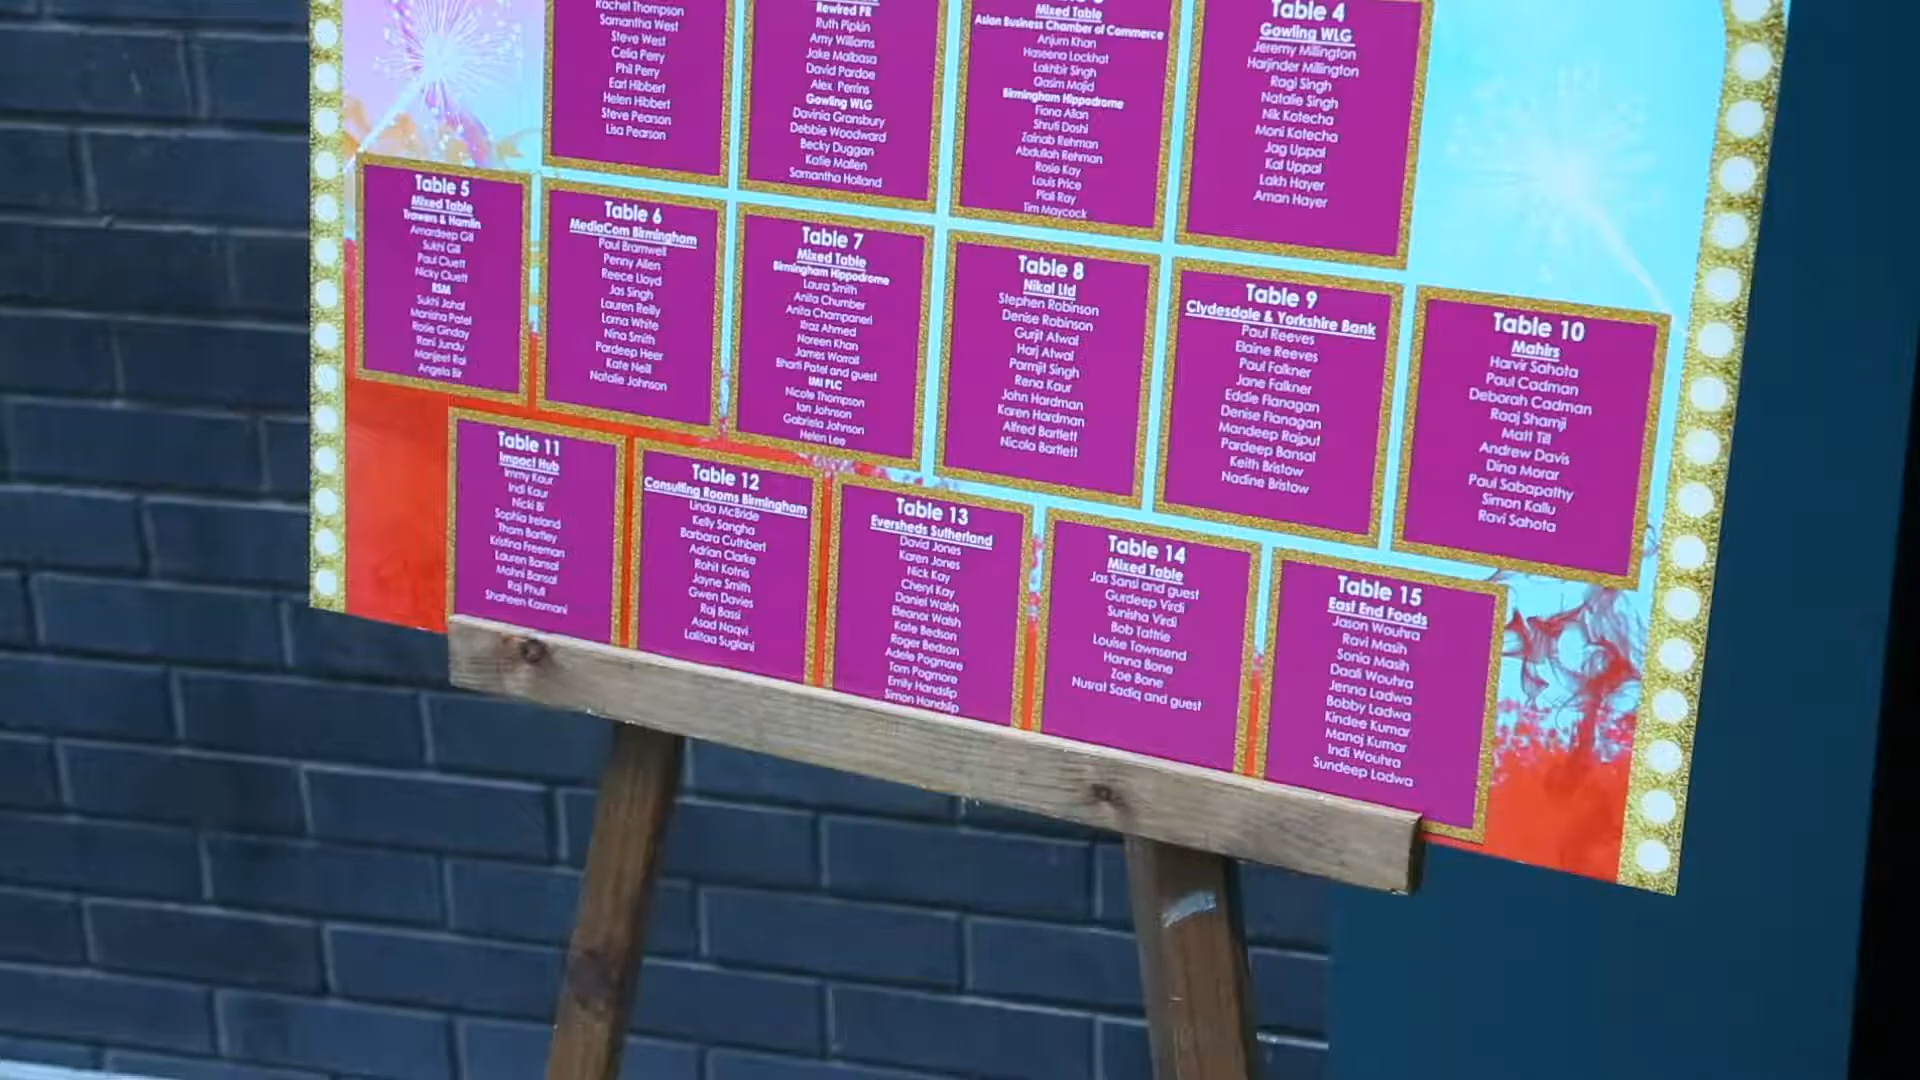 Rachel Thompson
Samantha West
Steve West
Celia Perry
Phil Perry
Earl Hibbert
Helen Hibbert
Steve Pearson
Lisa Pearson
Rewired PR
Ruth Pipkin
Amy Williams
Jake Malbasa
David Pardoe
Alex. Perrins
Gowling WLG
Davinia Gransbury
Debbie Woodward
Becky Duggan
Katie Mallen
Samantha Holland
Mixed Table
Asian Business Chamber of Commerce
Anjum Khan
Haseena Lockhat
Lakhbir Singh
Qasim Majid
Birmingham Hippodrome
Fiona Allan
Shruti Doshi
Zainab Rehman
Abdullah Rehman
Rosie Kay
Louis Price
Piali Ray
Tim Maycock
Table 4
Gowling WLG
Jeremy Millington
Harjinder Millington
Ragi Singh
Natalie Singh
Nik Kotecha
Moni Kotecha
Jag Uppal
Kal Uppal
Lakh Hayer
Aman Hayer
Table 5
Mixed Table
Trowers & Hamlin
Amardeep Gill
Sukhi Gill
Paul Cluett
Nicky Cluett
RSM
Sukhi Johal
Manisha Patel
Rosie Ginday
Rani Jundu
Manjeet Rai
Angela Bir
Table 6
MediaCom Birmingham
Paul Bramwell
Penny Allen
Reece Lloyd
Jas Singh
Lauren Reilly
Lorna White
Nina Smith
Pardeep Heer
Kate Neill
Natalie Johnson
Table 7
Mixed Table
Birmingham Hippodrome
Laura Smith
Anita Chumber
Anita Champaneri
Ifraz Ahmed
Noreen Khan
James Worrall
Bharti Patel and guest
IMI PLC
Nicole Thompson
Ian Johnson
Gabriela Johnson
Helen Lee
Table 8
Nikal Ltd
Stephen Robinson
Denise Robinson
Gurjit Atwal
Harj Atwal
Parmjit Singh
Rena Kaur
John Hardman
Karen Hardman
Alfred Bartlett
Nicola Bartlett
Table 9
Clydesdale & Yorkshire Bank
Paul Reeves
Elaine Reeves
Paul Falkner
Jane Falkner
Eddie Flanagan
Denise Flanagan
Mandeep Rajput
Pardeep Bansal
Keith Bristow
Nadine Bristow
Table 10
Mahirs
Harvir Sahota
Paul Cadman
Deborah Cadman
Raaj Shamji
Matt Till
Andrew Davis
Dina Morar
Paul Sabapathy
Simon Kallu
Ravi Sahota
Table 11
Impact Hub
Immy Kaur
Indi Kaur
Nicki Bi
Sophia Ireland
Thom Bartley
Kristina Freeman
Lauren Bansal
Mohni Bansal
Raj Phull
Shaheen Kasmani
Table 12
Consulting Rooms Birmingham
Linda McBride
Kelly Sangha
Barbara Cuthbert
Adrian Clarke
Rohit Kotnis
Jayne Smith
Gwen Davies
Raj Bassi
Asad Naqvi
Lalitaa Suglani
Table 13
Eversheds Sutherland
David Jones
Karen Jones
Nick Kay
Cheryl Kay
Daniel Walsh
Eleanor Walsh
Kate Bedson
Roger Bedson
Adele Pogmore
Tom Pogmore
Emily Handslip
Simon Handslip
Table 14
Mixed Table
Jas Sansi and guest
Gurdeep Virdi
Sunisha Virdi
Bob Tattrie
Louise Townsend
Hanna Bone
Zoe Bone
Nusrat Sadiq and guest
Table 15
East End Foods
Jason Wouhra
Ravi Masih
Sonia Masih
Daali Wouhra
Jenna Ladwa
Bobby Ladwa
Kindee Kumar
Manoj Kumar
Indi Wouhra
Sundeep Ladwa